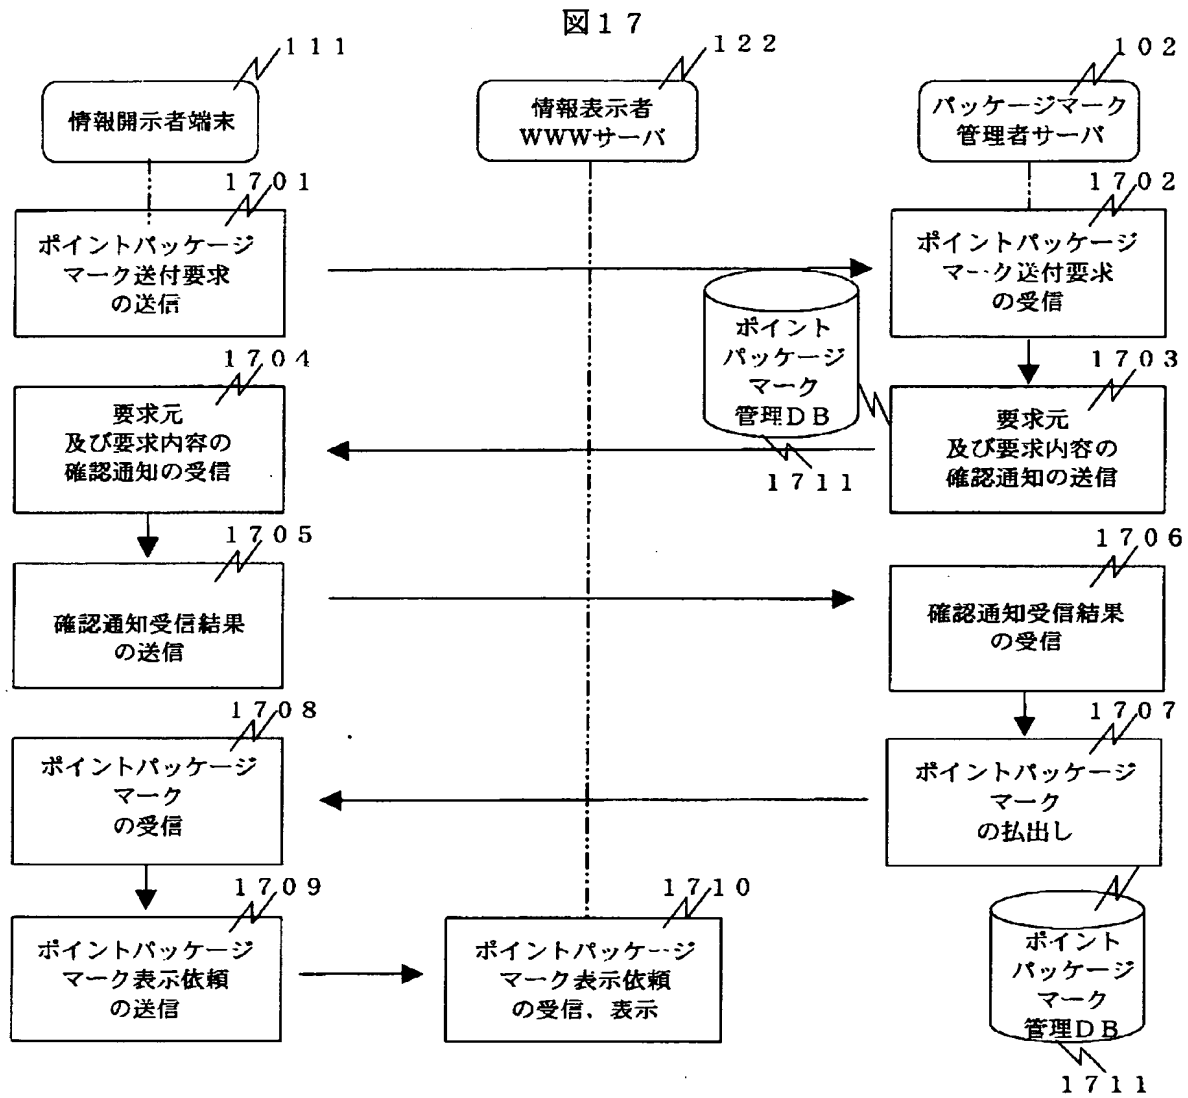 図１７
１１１
１２２
１０２
情報開示者端末
情報表示者
ＷＷＷサーバ
パッケージマーク
管理者サーバ
１７０１
ポイントパッケージ
マーク送付要求
の送信
１７０２
ポイントパッケージ
マーク送付要求
の受信
ポイント
パッケージ
マーク
管理ＤＢ
１７１１
１７０４
要求元
及び要求内容の
確認通知の受信
１７０３
要求元
及び要求内容の
確認通知の送信
１７０５
確認通知受信結果
の送信
１７０６
確認通知受信結果
の受信
１７０８
ポイントパッケージ
マーク
の受信
１７０７
ポイントパッケージ
マーク
の払出し
１７０９
ポイントパッケージ
マーク表示依頼
の送信
１７１０
ポイントパッケージ
マーク表示依頼
の受信、表示
ポイント
パッケージ
マーク
管理ＤＢ
１７１１